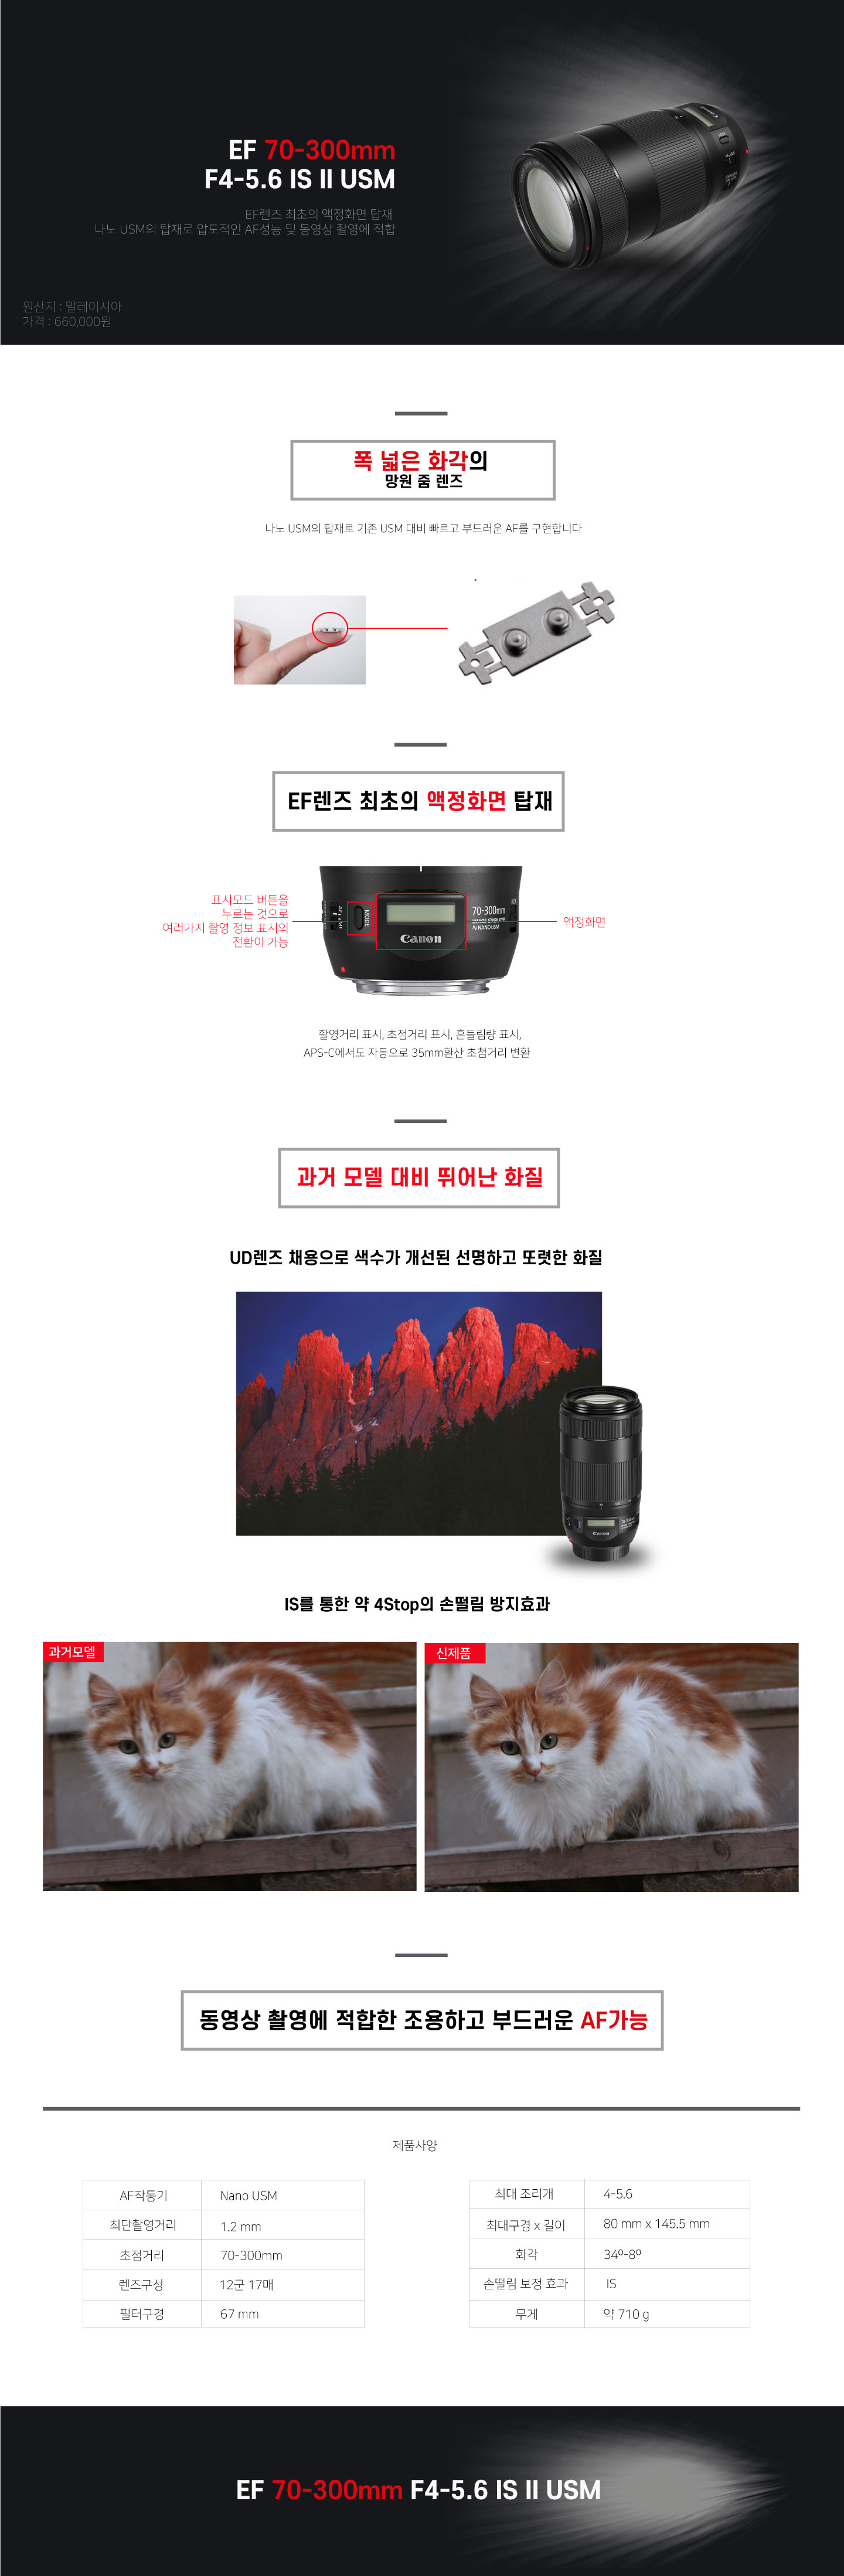 EF 70-300mm
F4-5.6 IS II USM
EF렌즈 최초의 액정화면 탑재
나노 USM의 탑재로 압도적인 AF성능 및 동영상 촬영에 적합
원산지 : 말레이시아
가격 : 660,000원
폭 넓은 화각의
망원 줌 렌즈
나노 USM의 탑재로 기존 USM 대비 빠르고 부드러운 AF를 구현합니다
EF렌즈 최초의 액정화면 탑재
표시모드 버튼을
누르는 것으로
여러가지 촬영 정보 표시의
전환이 가능
MODE
Canon
70-300mm
NANO USM
액정화면
촬영거리 표시, 초점거리 표시, 흔들림량 표시,
APS-C에서도 자동으로 35mm환산 초첨거리 변환
과거 모델 대비 뛰어난 화질
UD렌즈 채용으로 색수가 개선된 선명하고 또렷한 화질
Canon
IS를 통한 약 4Stop의 손떨림 방지효과
과거모델
신제품
동영상 촬영에 적합한 조용하고 부드러운 AF가능
제품사양
AF작동기 Nano USM
최단촬영거리 1.2 mm
초점거리 70-300mm
렌즈구성 12군 17매
필터구경 67 mm
최대 조리개 4-5.6
최대구경 x 길이 80 mm x 145.5 mm
화각 34º-8º
손떨림 보정 효과 IS
무게 약 710 g
EF 70-300mm F4-5.6 IS II USM